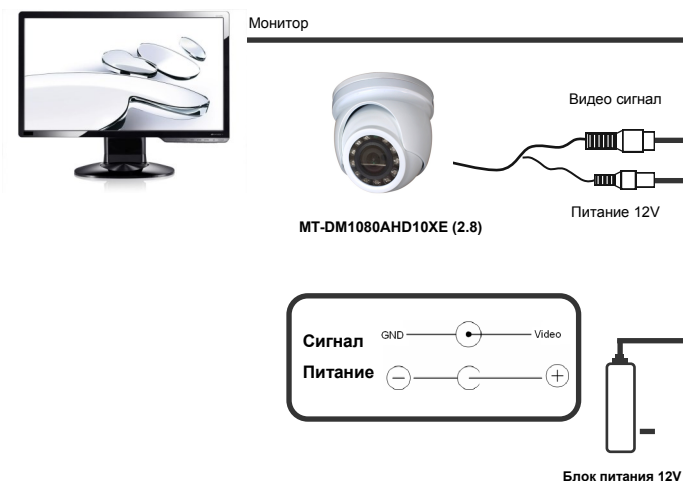 Монитор
Видео сигнал
Питание 12V
MT-DM1080AHD10XE (2.8)
Сигнал GND Video
Питание − +
Блок питания 12V